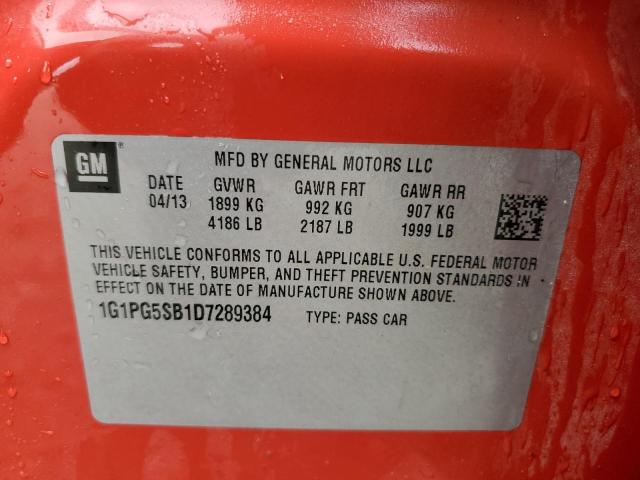 GM
MFD BY GENERAL MOTORS LLC
DATE GVWR GAWR FRT GAWR RR
04/13 1899 KG 992 KG 907 KG
4186 LB 2187 LB 1999 LB
THIS VEHICLE CONFORMS TO ALL APPLICABLE U.S. FEDERAL MOTOR
VEHICLE SAFETY, BUMPER, AND THEFT PREVENTION STANDARDS IN
EFFECT ON THE DATE OF MANUFACTURE SHOWN ABOVE.
1G1PG5SB1D7289384 TYPE: PASS CAR